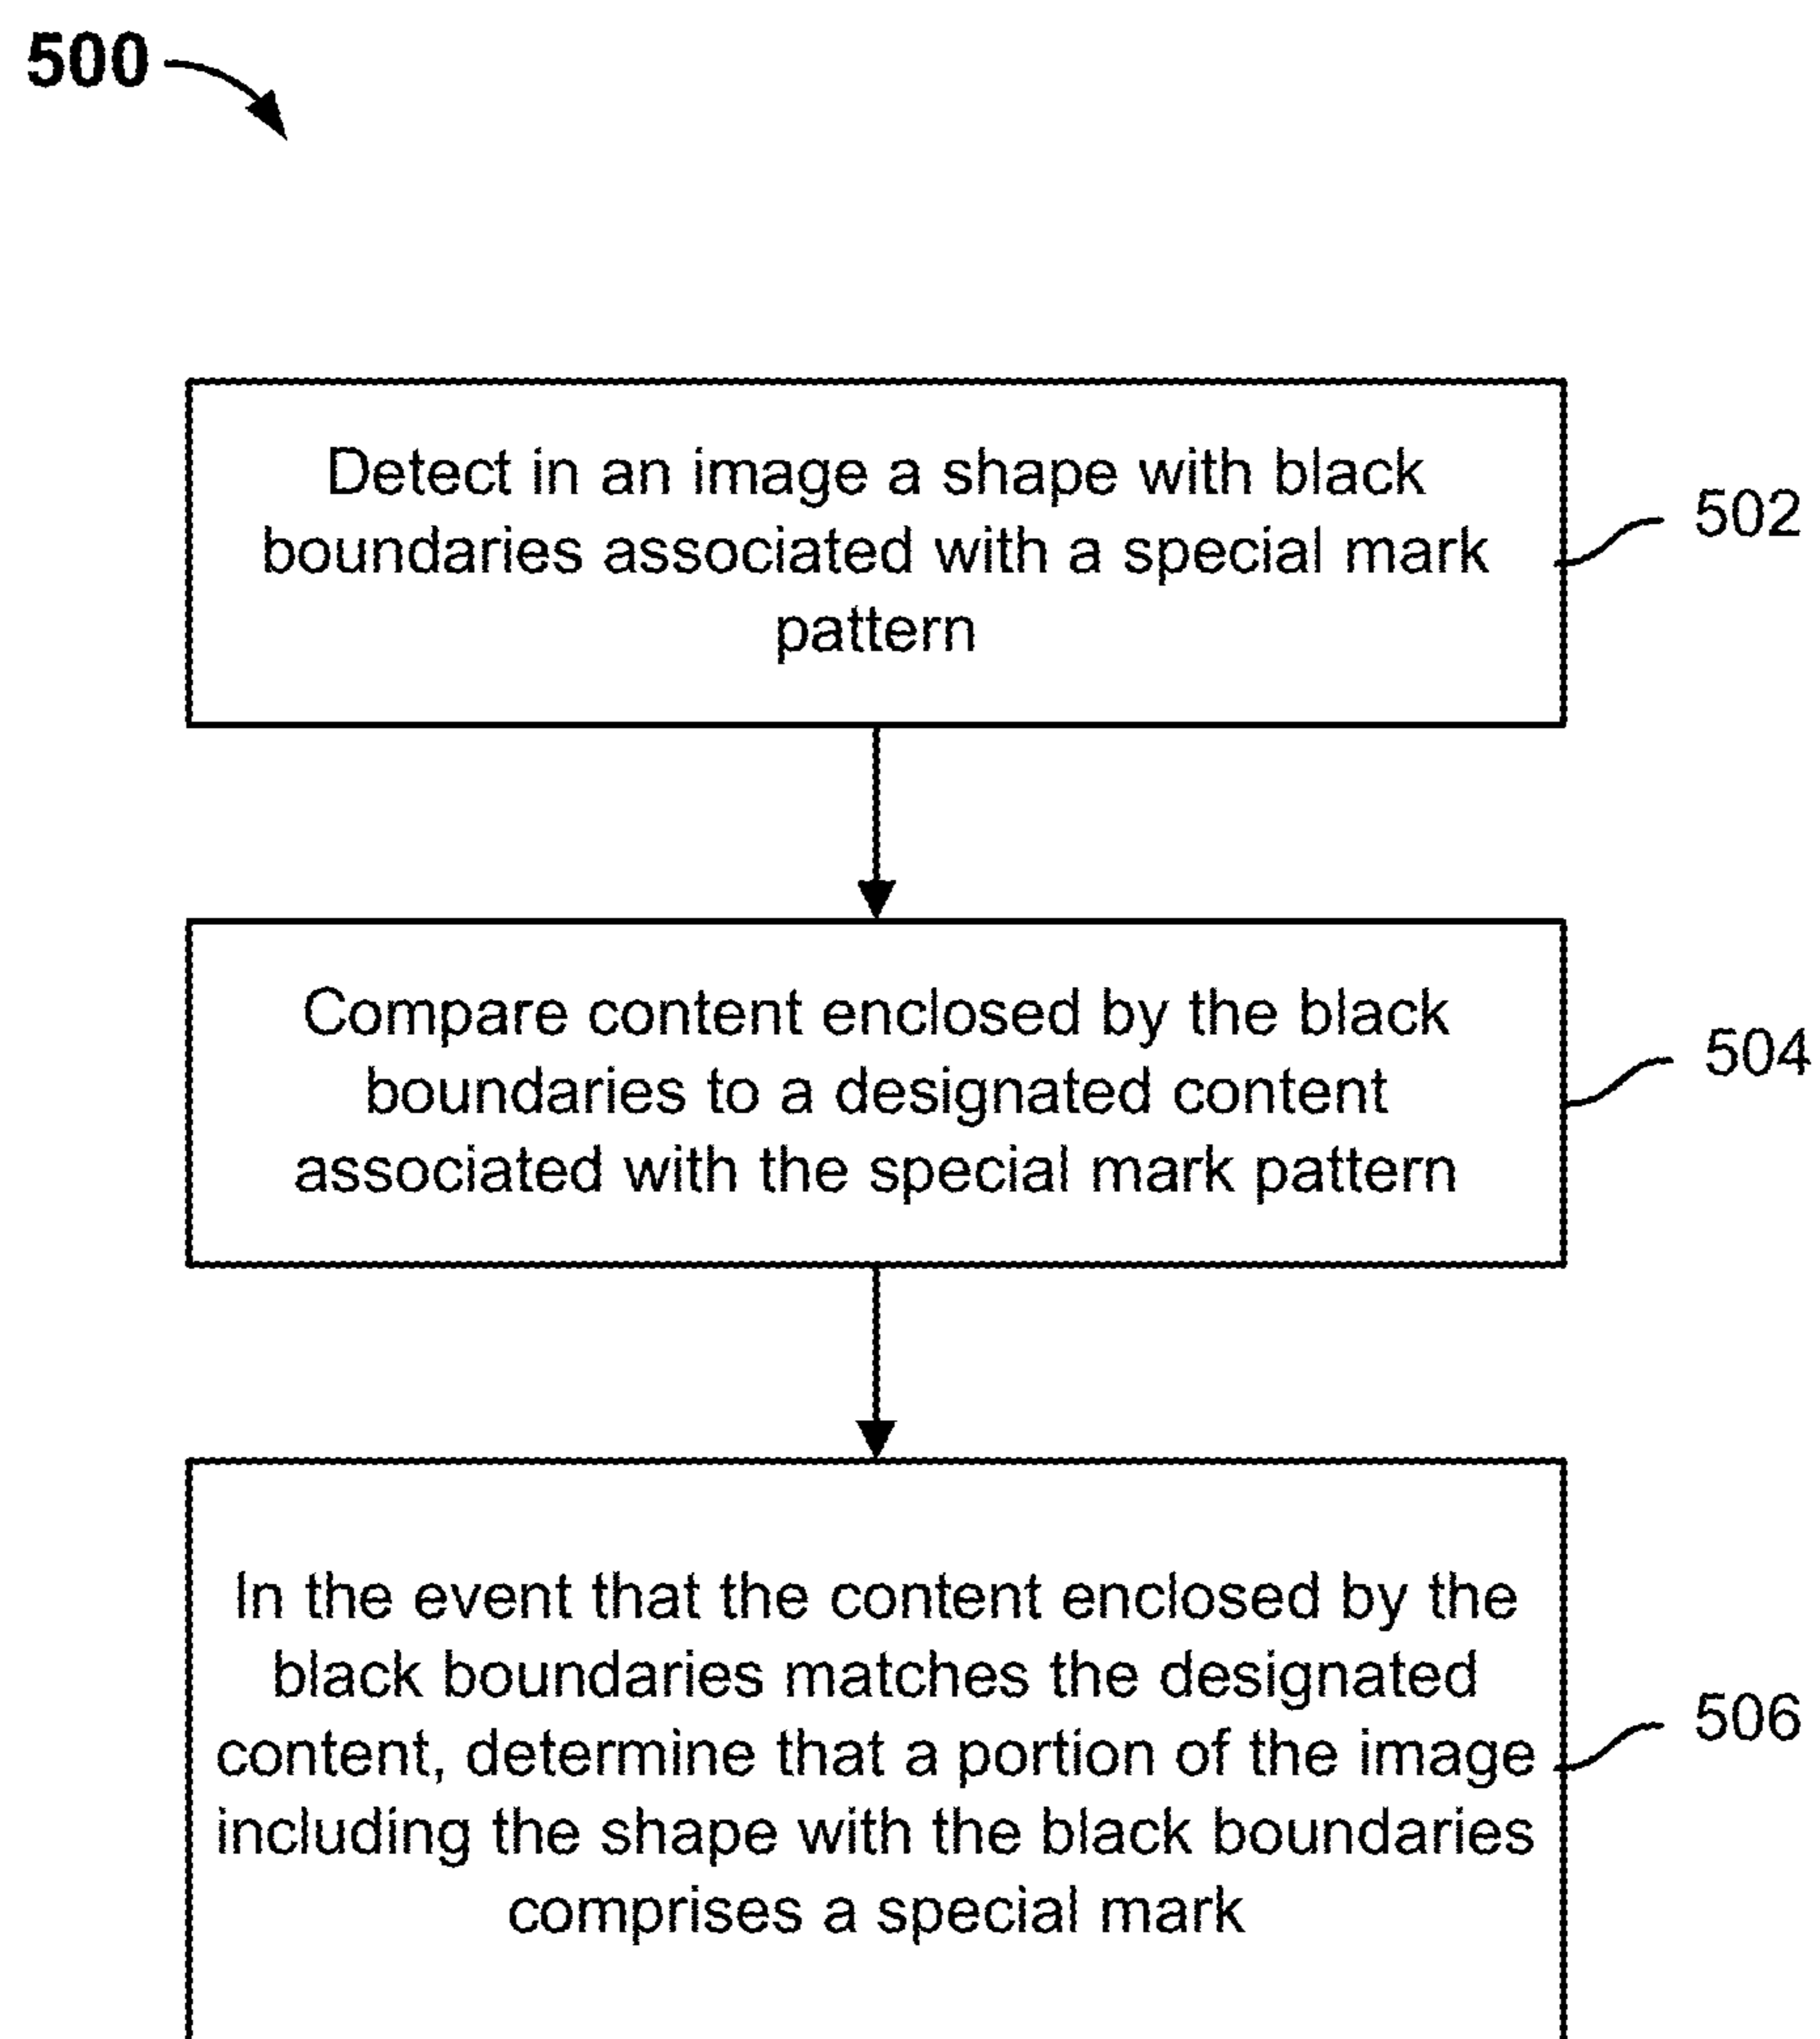 500
Detect in an image a shape with black
boundaries associated with a special mark
pattern
502
Compare content enclosed by the black
boundaries to a designated content
associated with the special mark pattern
504
In the event that the content enclosed by the
black boundaries matches the designated
content, determine that a portion of the image
including the shape with the black boundaries
comprises a special mark
506